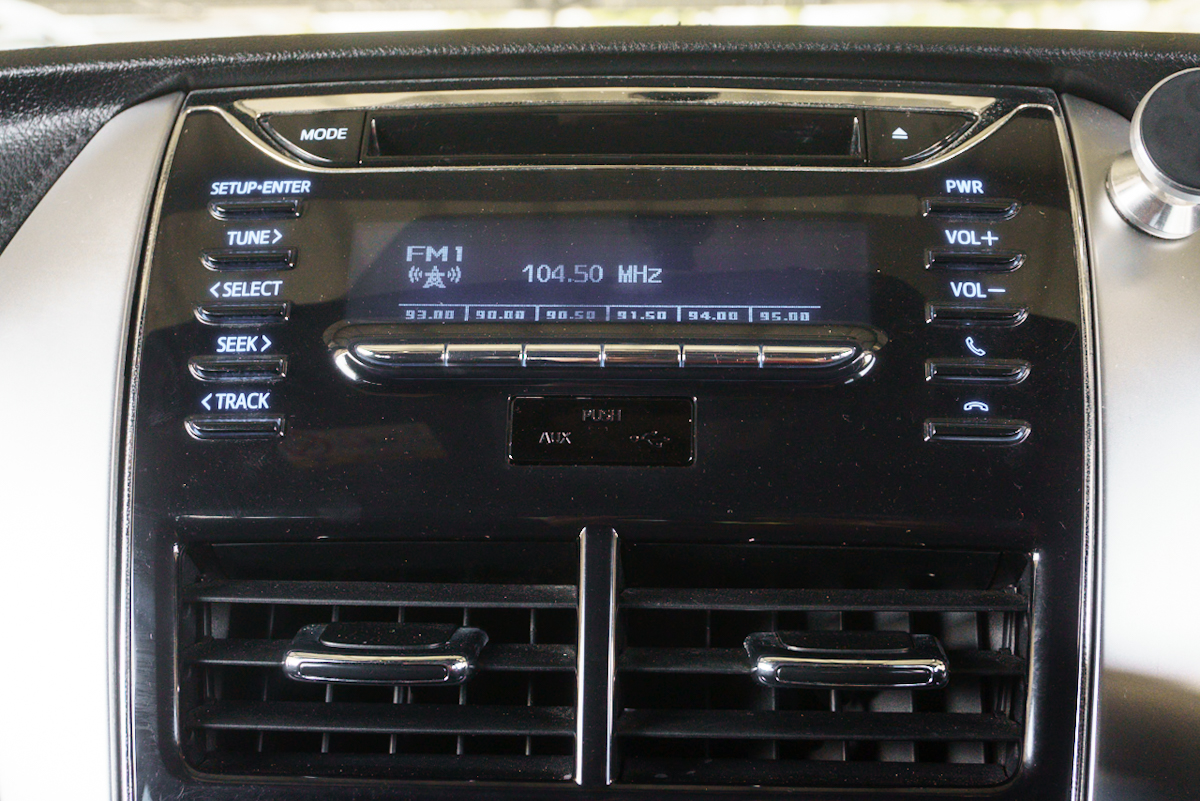 MODE
SETUP•ENTER
PWR
TUNE>
VOL+
FM1
104.50 MHz
<SELECT
VOL-
93.00 90.00 90.50 91.50 94.00 95.00
SEEK>
<TRACK
PUSH
AUX